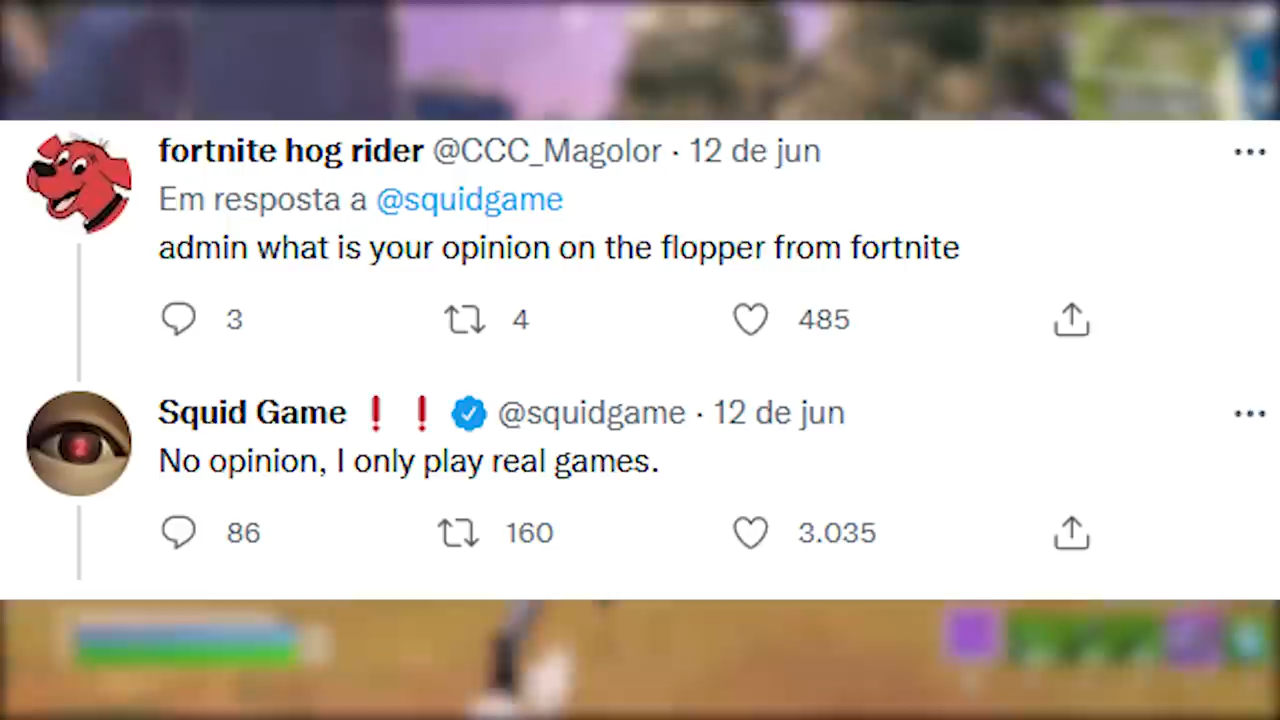 fortnite hog rider @CCC_Magolor · 12 de jun
Em resposta a @squidgame
admin what is your opinion on the flopper from fortnite
3 4 485
Squid Game ❗❗ @squidgame · 12 de jun
No opinion, I only play real games.
86 160 3.035